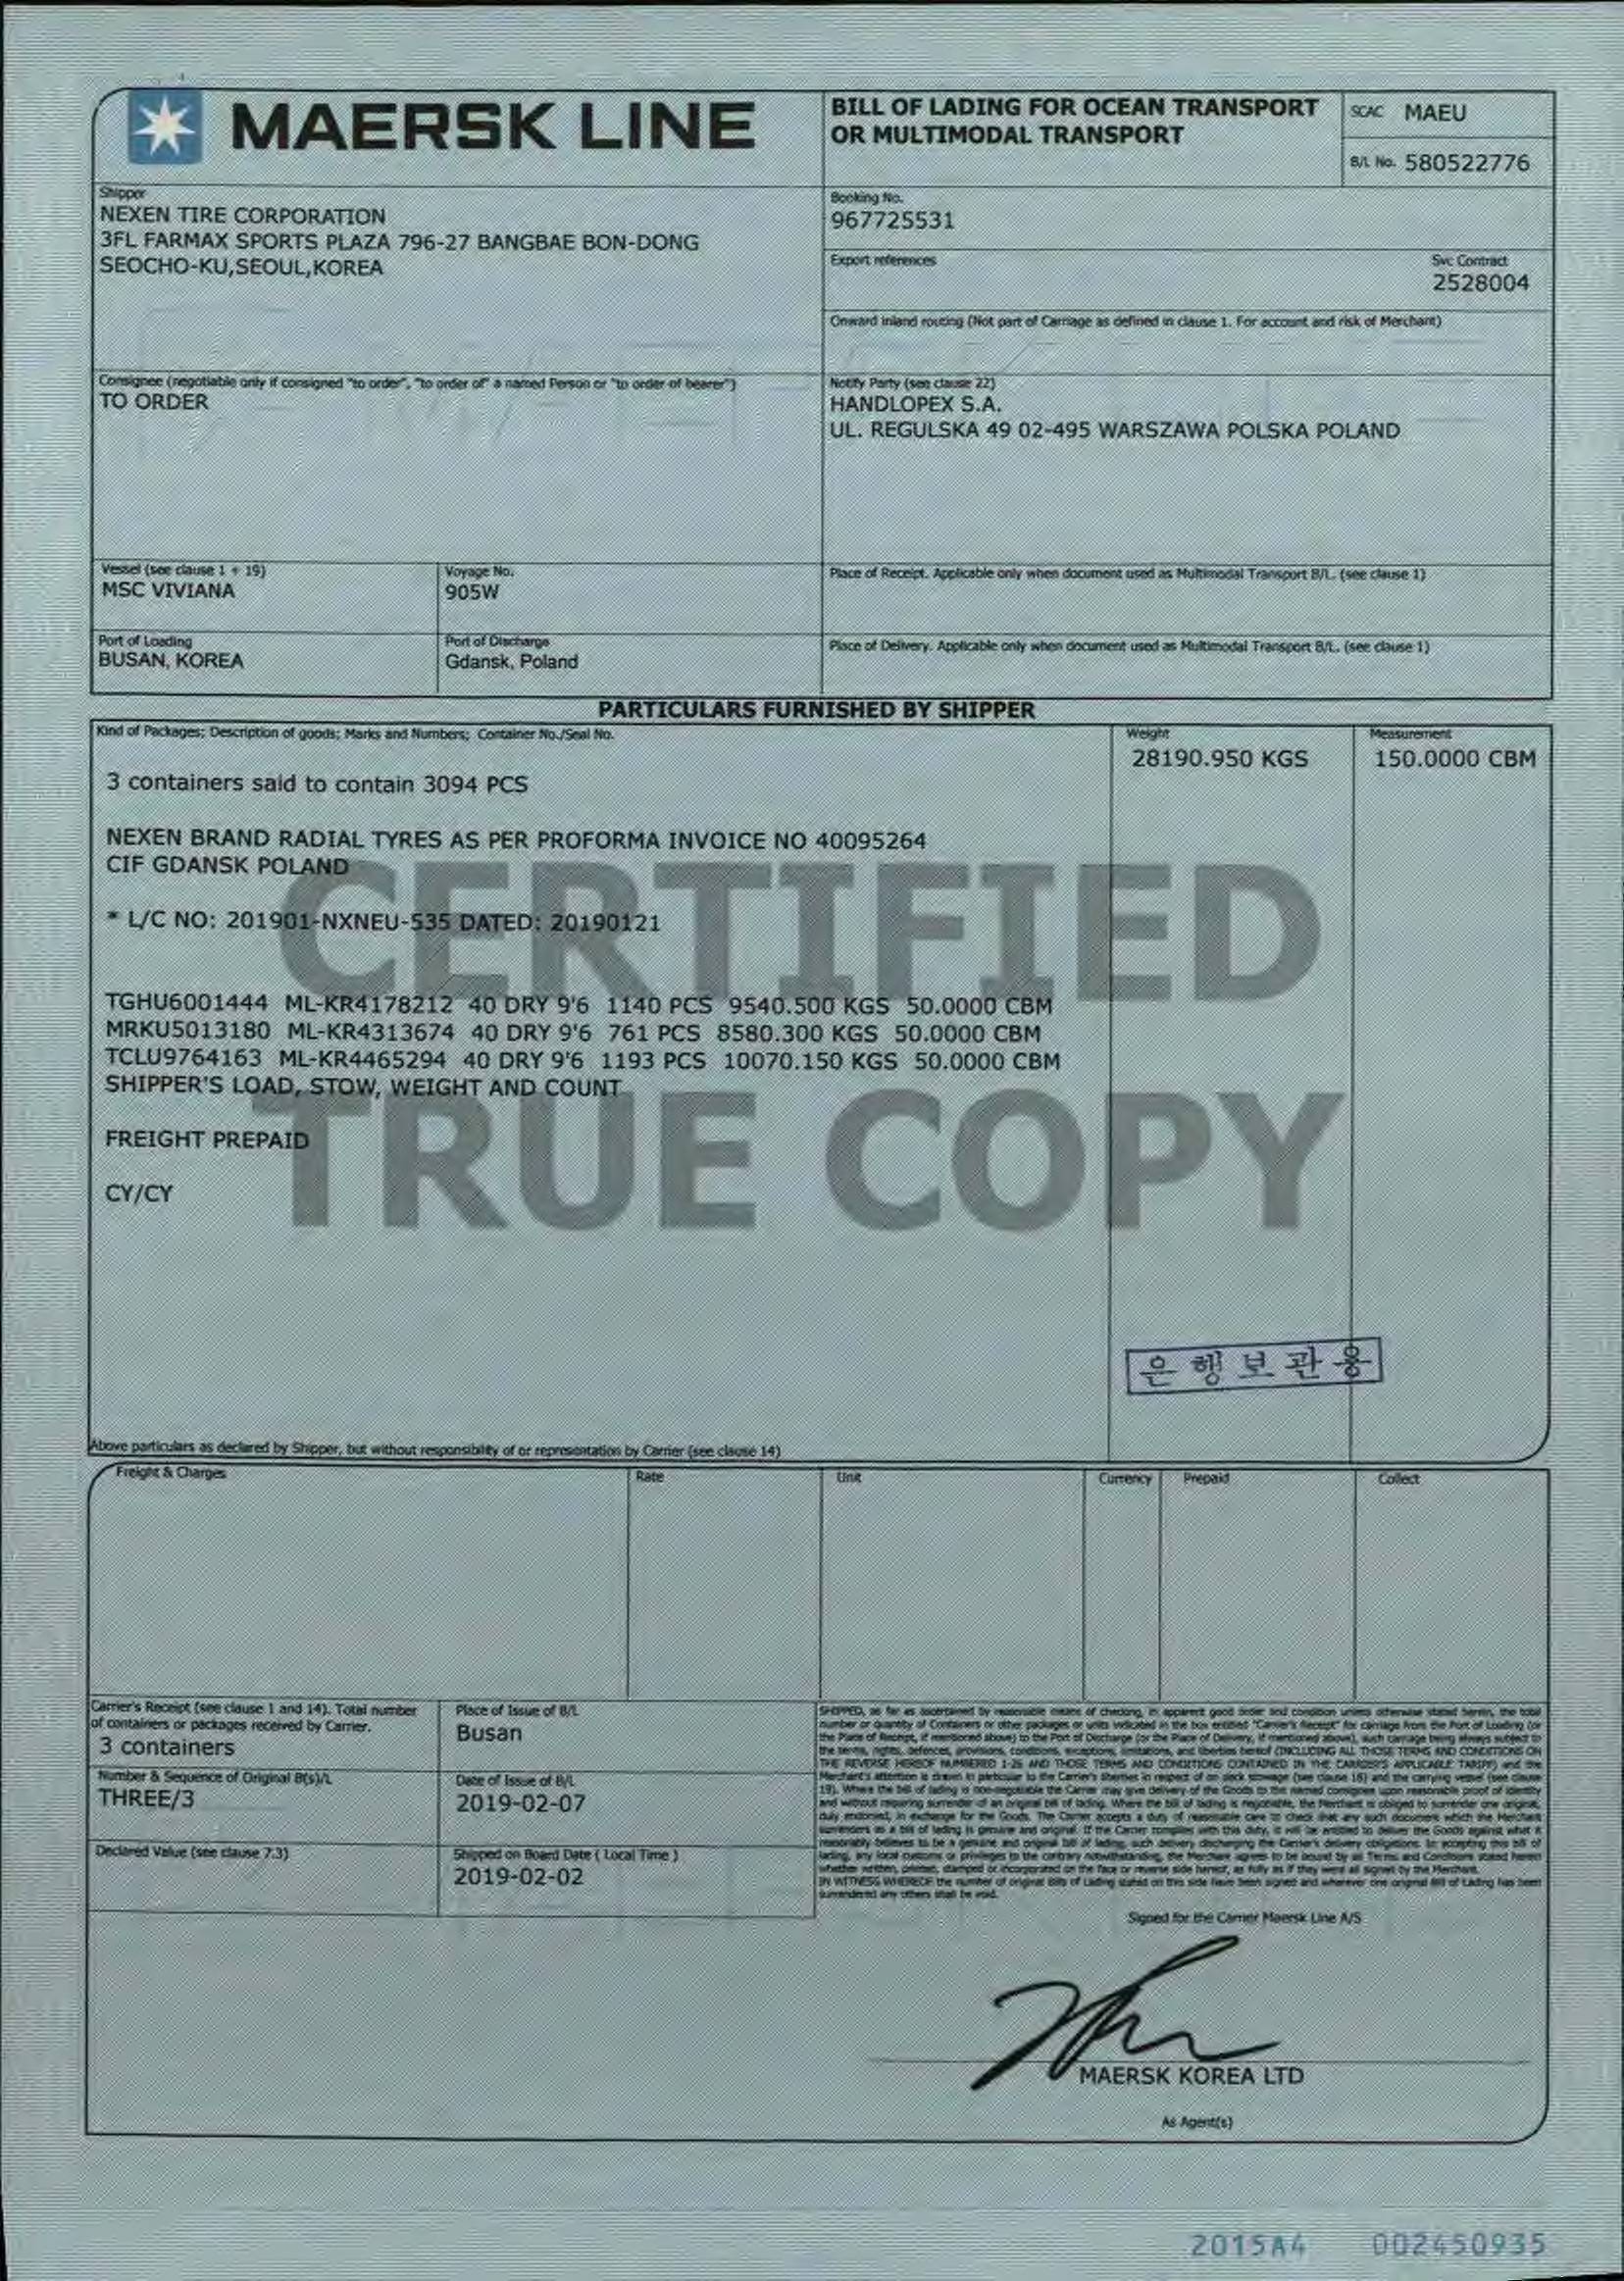 MAERSK LINE
BILL OF LADING FOR OCEAN TRANSPORT
OR MULTIMODAL TRANSPORT
SCAC MAEU
B/L No. 580522776
Shipper
NEXEN TIRE CORPORATION
3FL FARMAX SPORTS PLAZA 796-27 BANGBAE BON-DONG
SEOCHO-KU,SEOUL,KOREA
Booking No.
967725531
Export references
Svc Contract
2528004
Onward inland routing (Not part of Carriage as defined in clause 1. For account and risk of Merchant)
Consignee (negotiable only if consigned "to order", "to order of" a named Person or "to order of bearer")
TO ORDER
Notify Party (see clause 22)
HANDLOPEX S.A.
UL. REGULSKA 49 02-495 WARSZAWA POLSKA POLAND
Vessel (see clause 1 + 19)
MSC VIVIANA
Voyage No.
905W
Place of Receipt. Applicable only when document used as Multimodal Transport B/L. (see clause 1)
Port of Loading
BUSAN, KOREA
Port of Discharge
Gdansk, Poland
Place of Delivery. Applicable only when document used as Multimodal Transport B/L. (see clause 1)
PARTICULARS FURNISHED BY SHIPPER
Kind of Packages; Description of goods; Marks and Numbers; Container No./Seal No.
Weight
28190.950 KGS
Measurement
150.0000 CBM
3 containers said to contain 3094 PCS
NEXEN BRAND RADIAL TYRES AS PER PROFORMA INVOICE NO 40095264
CIF GDANSK POLAND
* L/C NO: 201901-NXNEU-535 DATED: 20190121
CERTIFIED
TGHU6001444 ML-KR4178212 40 DRY 9'6 1140 PCS 9540.500 KGS 50.0000 CBM
MRKU5013180 ML-KR4313674 40 DRY 9'6 761 PCS 8580.300 KGS 50.0000 CBM
TCLU9764163 ML-KR4465294 40 DRY 9'6 1193 PCS 10070.150 KGS 50.0000 CBM
SHIPPER'S LOAD, STOW, WEIGHT AND COUNT
TRUE COPY
FREIGHT PREPAID
CY/CY
은행보관용
Above particulars as declared by Shipper, but without responsibility of or representation by Carrier (see clause 14)
Freight & Charges
Rate
Unit
Currency
Prepaid
Collect
Carrier's Receipt (see clause 1 and 14). Total number
of containers or packages received by Carrier.
3 containers
Place of Issue of B/L
Busan
Number & Sequence of Original B(s)/L
THREE/3
Date of Issue of B/L
2019-02-07
Declared Value (see clause 7.3)
Shipped on Board Date ( Local Time )
2019-02-02
SHIPPED, as far as ascertained by reasonable means of checking, in apparent good order and condition unless otherwise stated herein, the total
number or quantity of Containers or other packages or units indicated in the box entitled "Carrier's Receipt" for carriage from the Port of Loading (or
the Place of Receipt, if mentioned above) to the Port of Discharge (or the Place of Delivery, if mentioned above), such carriage being always subject to
the terms, rights, defences, provisions, conditions, exceptions, limitations, and liberties hereof (INCLUDING ALL THOSE TERMS AND CONDITIONS ON
THE REVERSE HEREOF NUMBERED 1-26 AND THOSE TERMS AND CONDITIONS CONTAINED IN THE CARRIER'S APPLICABLE TARIFF) and the
Merchant's attention is drawn in particular to the Carrier's liberties in respect of on deck stowage (see clause 18) and the carrying vessel (see clause
19). Where the bill of lading is non-negotiable the Carrier may give delivery of the Goods to the named consignee upon reasonable proof of identity
and without requiring surrender of an original bill of lading. Where the bill of lading is negotiable, the Merchant is obliged to surrender one original,
duly endorsed, in exchange for the Goods. The Carrier accepts a duty of reasonable care to check that any such document which the Merchant
surrenders as a bill of lading is genuine and original. If the Carrier complies with this duty, it will be entitled to deliver the Goods against what it
reasonably believes to be a genuine and original bill of lading, such delivery discharging the Carrier's delivery obligations. In accepting this bill of
lading, any local customs or privileges to the contrary notwithstanding, the Merchant agrees to be bound by all Terms and Conditions stated herein
whether written, printed, stamped or incorporated on the face or reverse side hereof, as fully as if they were all signed by the Merchant.
IN WITNESS WHEREOF the number of original Bills of Lading stated on this side have been signed and wherever one original Bill of Lading has been
surrendered any others shall be void.
Signed for the Carrier Maersk Line A/S
MAERSK KOREA LTD
As Agent(s)
2015A4 002450935